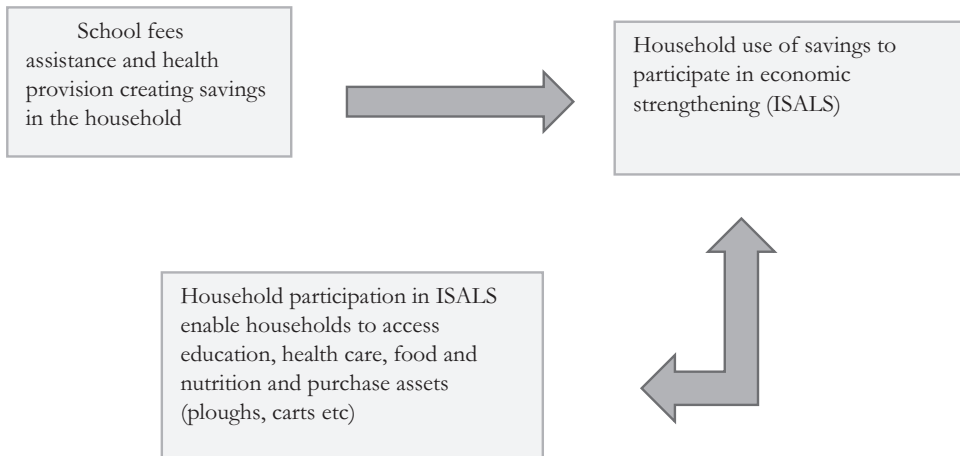 School fees
assistance and health
provision creating savings
in the household
Household use of savings to
participate in economic
strengthening (ISALS)
Household participation in ISALS
enable households to access
education, health care, food and
nutrition and purchase assets
(ploughs, carts etc)